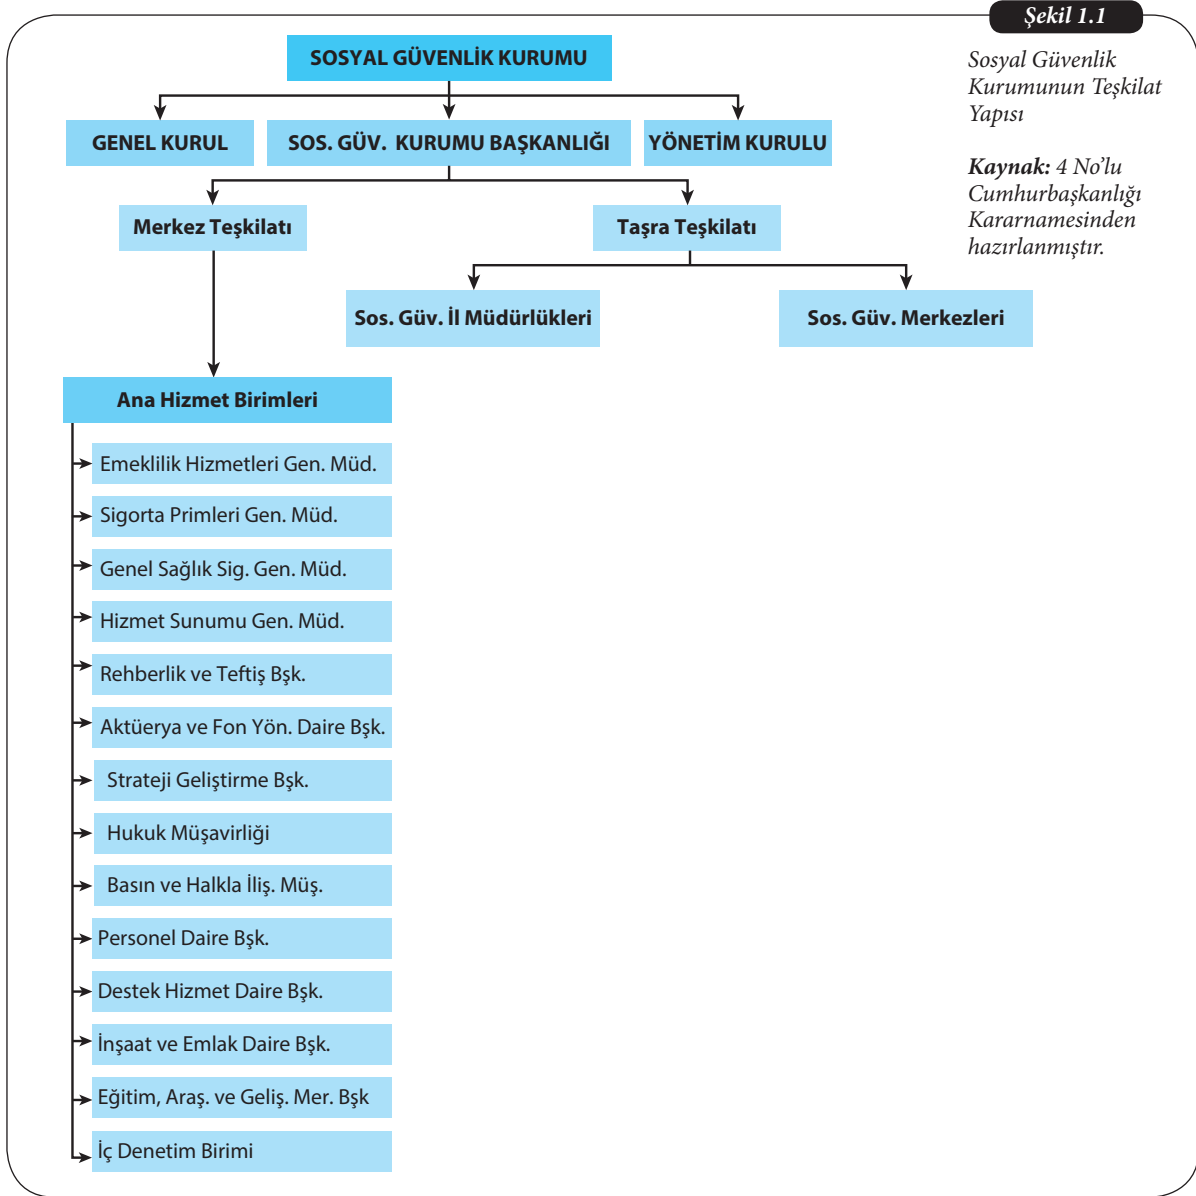 Şekil 1.1
Sosyal Güvenlik
Kurumunun Teşkilat
Yapısı
Kaynak: 4 No’lu
Cumhurbaşkanlığı
Kararnamesinden
hazırlanmıştır.
SOSYAL GÜVENLİK KURUMU
GENEL KURUL
SOS. GÜV. KURUMU BAŞKANLIĞI
YÖNETİM KURULU
Merkez Teşkilatı
Taşra Teşkilatı
Sos. Güv. İl Müdürlükleri
Sos. Güv. Merkezleri
Ana Hizmet Birimleri
Emeklilik Hizmetleri Gen. Müd.
Sigorta Primleri Gen. Müd.
Genel Sağlık Sig. Gen. Müd.
Hizmet Sunumu Gen. Müd.
Rehberlik ve Teftiş Bşk.
Aktüerya ve Fon Yön. Daire Bşk.
Strateji Geliştirme Bşk.
Hukuk Müşavirliği
Basın ve Halkla İliş. Müş.
Personel Daire Bşk.
Destek Hizmet Daire Bşk.
İnşaat ve Emlak Daire Bşk.
Eğitim, Araş. ve Geliş. Mer. Bşk
İç Denetim Birimi